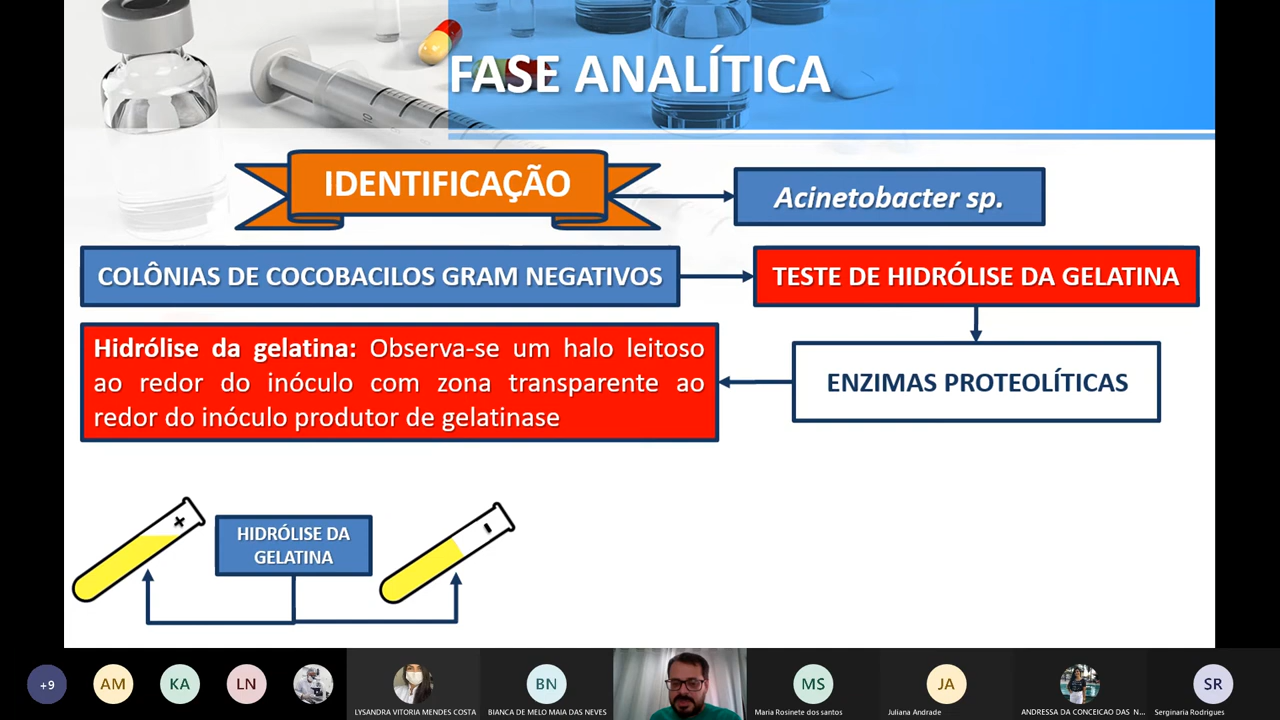 FASE ANALÍTICA
IDENTIFICAÇÃO
Acinetobacter sp.
COLÔNIAS DE COCOBACILOS GRAM NEGATIVOS
TESTE DE HIDRÓLISE DA GELATINA
Hidrólise da gelatina: Observa-se um halo leitoso
ao redor do inóculo com zona transparente ao
redor do inóculo produtor de gelatinase
ENZIMAS PROTEOLÍTICAS
+
HIDRÓLISE DA
GELATINA
-
+9
AM
KA
LN
LYSANDRA VITORIA MENDES COSTA
BN
BIANCA DE MELO MAIA DAS NEVES
MS
Maria Rosinete dos santos
JA
Juliana Andrade
ANDRESSA DA CONCEICAO DAS N...
SR
Serginaria Rodrigues